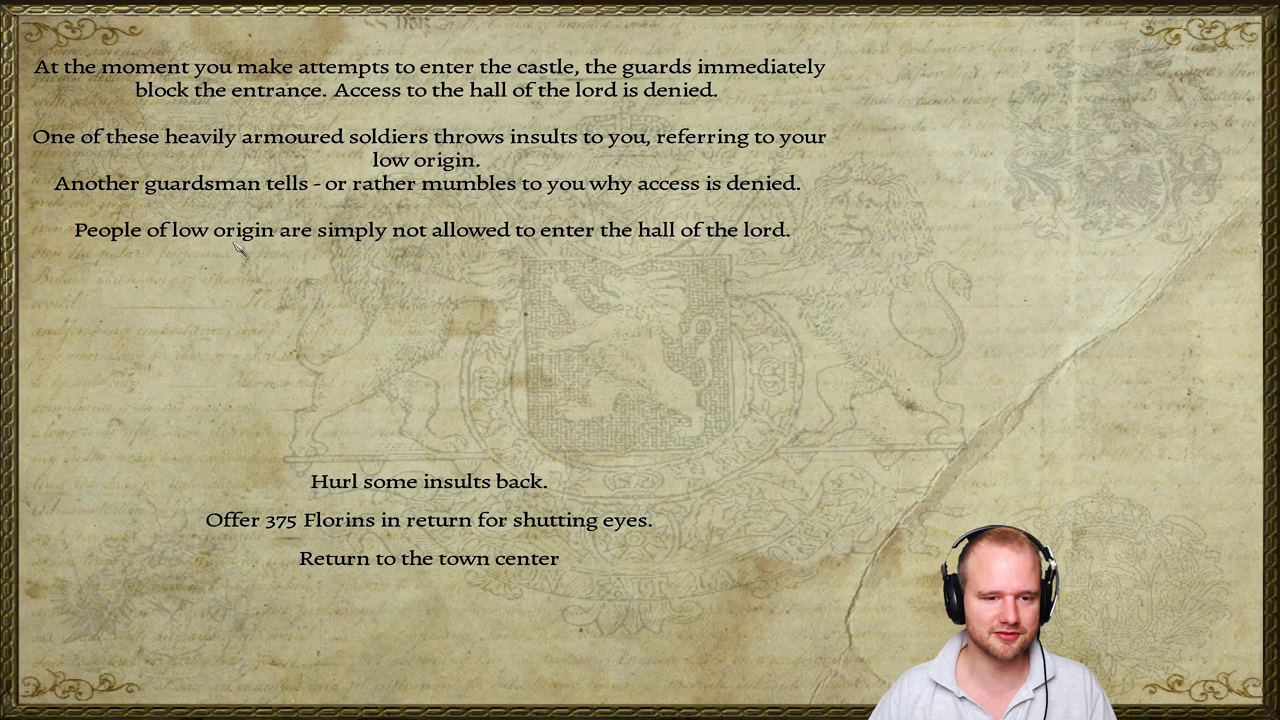 At the moment you make attempts to enter the castle, the guards immediately
block the entrance. Access to the hall of the lord is denied.
One of these heavily armoured soldiers throws insults to you, referring to your
low origin.
Another guardsman tells - or rather mumbles to you why access is denied.
People of low origin are simply not allowed to enter the hall of the lord.
Hurl some insults back.
Offer 375 Florins in return for shutting eyes.
Return to the town center